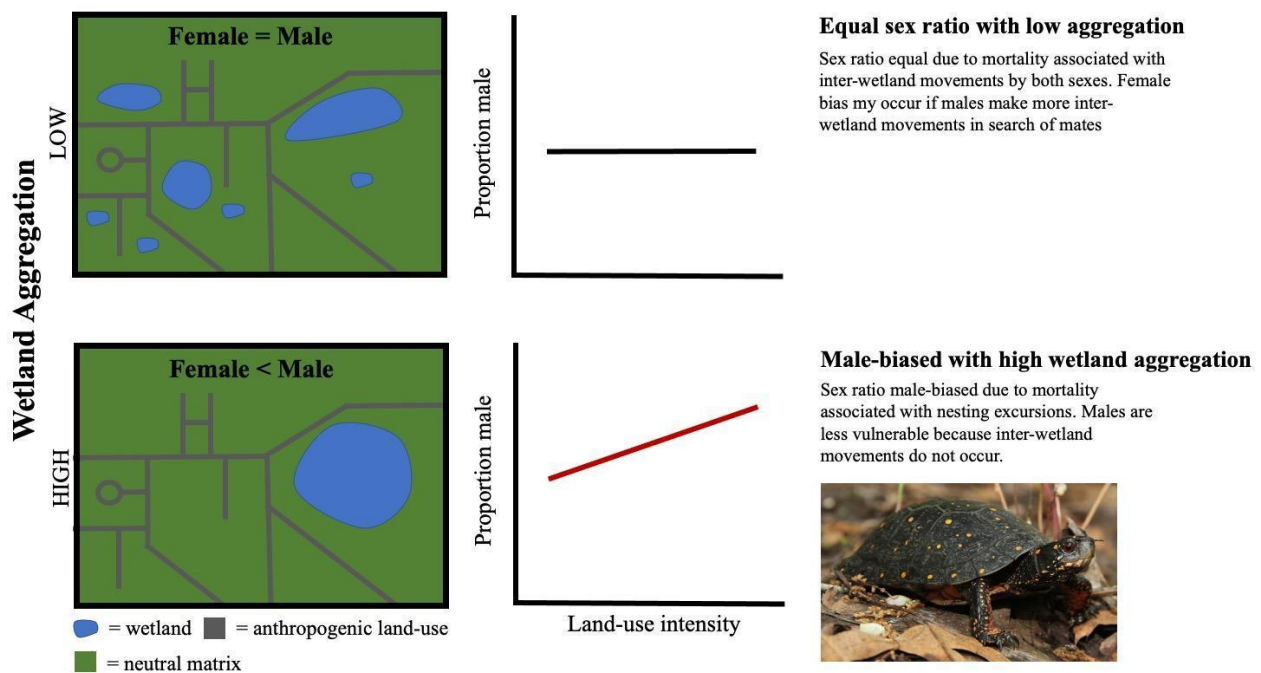 Wetland Aggregation
LOW
Female = Male
Proportion male
Equal sex ratio with low aggregation
Sex ratio equal due to mortality associated with
inter-wetland movements by both sexes. Female
bias my occur if males make more inter-
wetland movements in search of mates
HIGH
Female < Male
Proportion male
Land-use intensity
Male-biased with high wetland aggregation
Sex ratio male-biased due to mortality
associated with nesting excursions. Males are
less vulnerable because inter-wetland
movements do not occur.
= wetland
= anthropogenic land-use
= neutral matrix